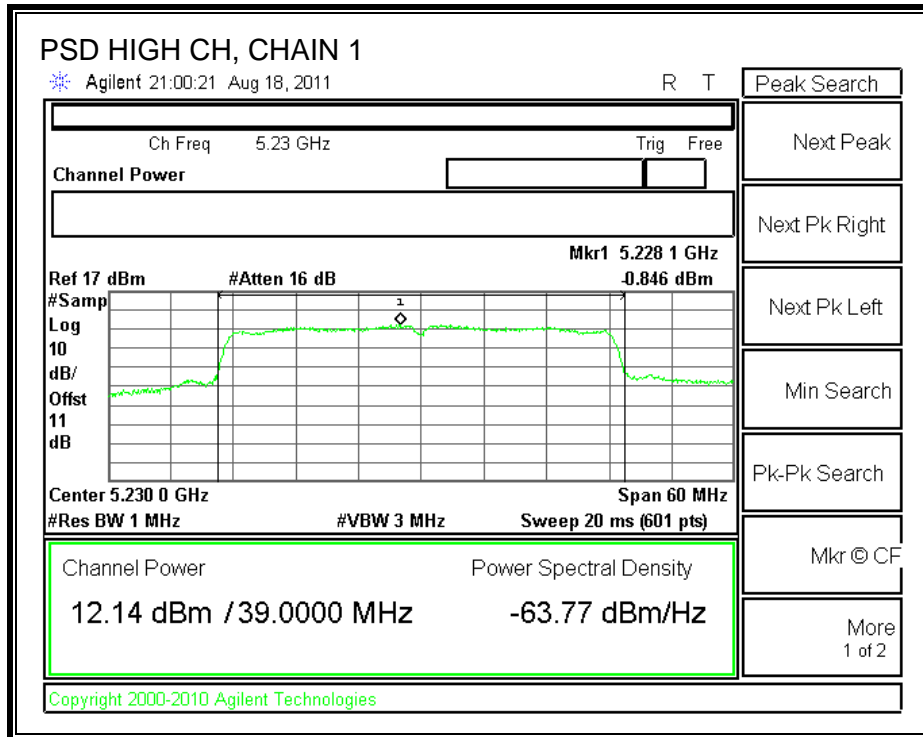 PSD HIGH CH, CHAIN 1
Agilent 21:00:21 Aug 18, 2011 R T
Peak Search
Ch Freq 5.23 GHz Trig Free
Channel Power
Next Peak
Next Pk Right
Mkr1 5.228 1 GHz
Ref 17 dBm #Atten 16 dB -0.846 dBm
#Samp
Log
10
dB/
Offst
11
dB
1
Next Pk Left
Min Search
Pk-Pk Search
Center 5.230 0 GHz Span 60 MHz
#Res BW 1 MHz #VBW 3 MHz Sweep 20 ms (601 pts)
Channel Power Power Spectral Density
12.14 dBm / 39.0000 MHz -63.77 dBm/Hz
Mkr © CF
More
1 of 2
Copyright 2000-2010 Agilent Technologies